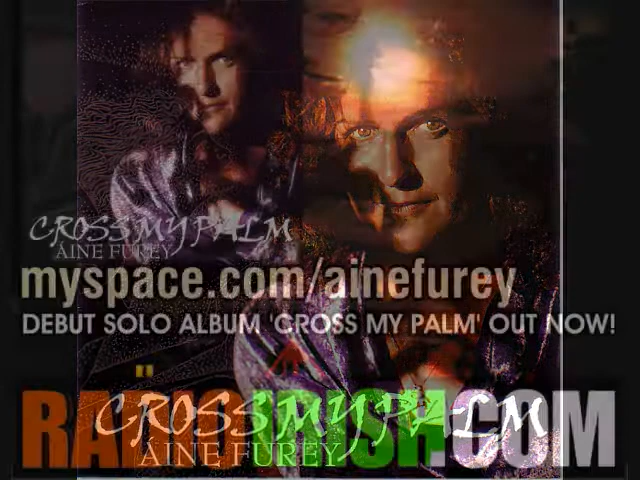 CROSS MY PALM
ÁINE FUREY
myspace.com/ainefurey
DEBUT SOLO ALBUM 'CROSS MY PALM' OUT NOW!
CROSS MY PALM
ÁINE FUREY
IRISH.COM